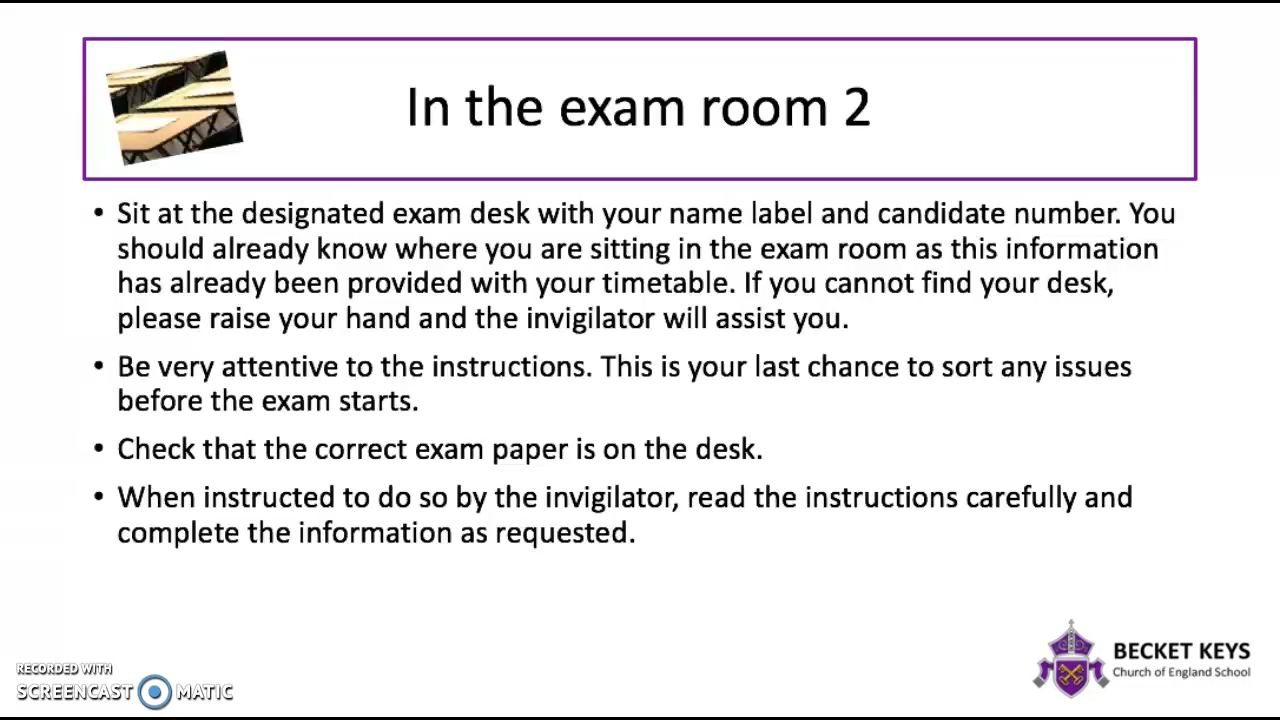 In the exam room 2
• Sit at the designated exam desk with your name label and candidate number. You
should already know where you are sitting in the exam room as this information
has already been provided with your timetable. If you cannot find your desk,
please raise your hand and the invigilator will assist you.
• Be very attentive to the instructions. This is your last chance to sort any issues
before the exam starts.
• Check that the correct exam paper is on the desk.
• When instructed to do so by the invigilator, read the instructions carefully and
complete the information as requested.
BECKET KEYS
Church of England School
RECORDED WITH
SCREENCAST MATIC